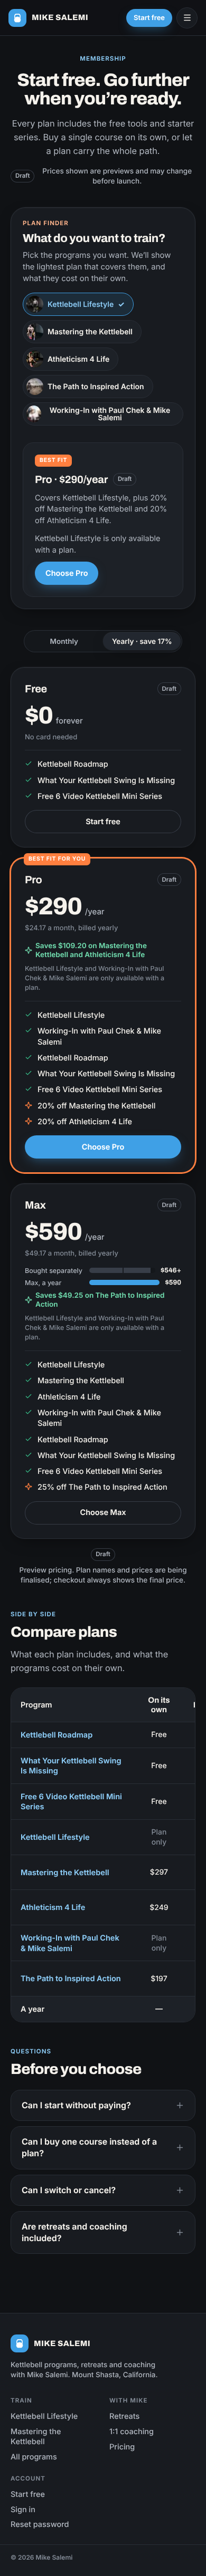 MIKE SALEMI
Start free
MEMBERSHIP
Start free. Go further
when you're ready.
Every plan includes the free tools and starter
series. Buy a single course on its own, or let
a plan carry the whole path.
Draft
Prices shown are previews and may change
before launch.
PLAN FINDER
What do you want to train?
Pick the programs you want. We'll show
the lightest plan that covers them, and
what they cost on their own.
Kettlebell Lifestyle
Mastering the Kettlebell
Athleticism 4 Life
The Path to Inspired Action
Working-In with Paul Chek & Mike
Salemi
BEST FIT
Pro · $290/year
Draft
Covers Kettlebell Lifestyle, plus 20%
off Mastering the Kettlebell and 20%
off Athleticism 4 Life.
Kettlebell Lifestyle is only available
with a plan.
Choose Pro
Monthly
Yearly · save 17%
Free
Draft
$0 forever
No card needed
Kettlebell Roadmap
What Your Kettlebell Swing Is Missing
Free 6 Video Kettlebell Mini Series
Start free
BEST FIT FOR YOU
Pro
Draft
$290 /year
$24.17 a month, billed yearly
Saves $109.20 on Mastering the
Kettlebell and Athleticism 4 Life
Kettlebell Lifestyle and Working-In with Paul
Chek & Mike Salemi are only available with a
plan.
Kettlebell Lifestyle
Working-In with Paul Chek & Mike
Salemi
Kettlebell Roadmap
What Your Kettlebell Swing Is Missing
Free 6 Video Kettlebell Mini Series
20% off Mastering the Kettlebell
20% off Athleticism 4 Life
Choose Pro
Max
Draft
$590 /year
$49.17 a month, billed yearly
Bought separately
$546+
Max, a year
$590
Saves $49.25 on The Path to Inspired
Action
Kettlebell Lifestyle and Working-In with Paul
Chek & Mike Salemi are only available with a
plan.
Kettlebell Lifestyle
Mastering the Kettlebell
Athleticism 4 Life
Working-In with Paul Chek & Mike
Salemi
Kettlebell Roadmap
What Your Kettlebell Swing Is Missing
Free 6 Video Kettlebell Mini Series
25% off The Path to Inspired Action
Choose Max
Draft
Preview pricing. Plan names and prices are being
finalised; checkout always shows the final price.
SIDE BY SIDE
Compare plans
What each plan includes, and what the
programs cost on their own.
Program
On its
own
Kettlebell Roadmap
Free
What Your Kettlebell Swing
Is Missing
Free
Free 6 Video Kettlebell Mini
Series
Free
Kettlebell Lifestyle
Plan
only
Mastering the Kettlebell
$297
Athleticism 4 Life
$249
Working-In with Paul Chek
& Mike Salemi
Plan
only
The Path to Inspired Action
$197
A year
—
QUESTIONS
Before you choose
Can I start without paying?
Can I buy one course instead of a
plan?
Can I switch or cancel?
Are retreats and coaching
included?
MIKE SALEMI
Kettlebell programs, retreats and coaching
with Mike Salemi. Mount Shasta, California.
TRAIN
Kettlebell Lifestyle
Mastering the
Kettlebell
All programs
WITH MIKE
Retreats
1:1 coaching
Pricing
ACCOUNT
Start free
Sign in
Reset password
© 2026 Mike Salemi